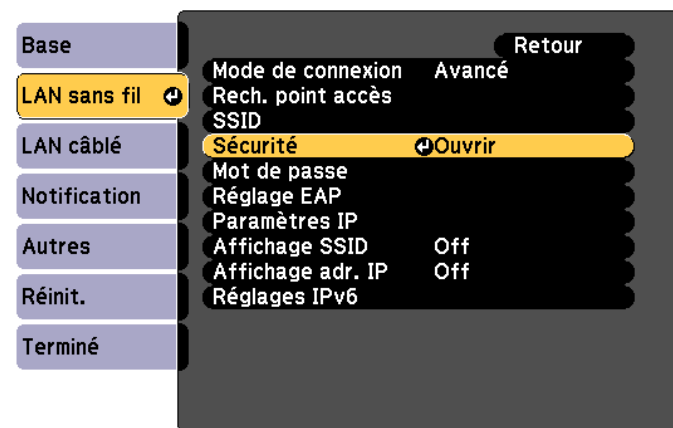 Base
LAN sans fil
LAN câblé
Notification
Autres
Réinit.
Terminé
Retour
Mode de connexion Avancé
Rech. point accès
SSID
Sécurité Ouvrir
Mot de passe
Réglage EAP
Paramètres IP
Affichage SSID Off
Affichage adr. IP Off
Réglages IPv6